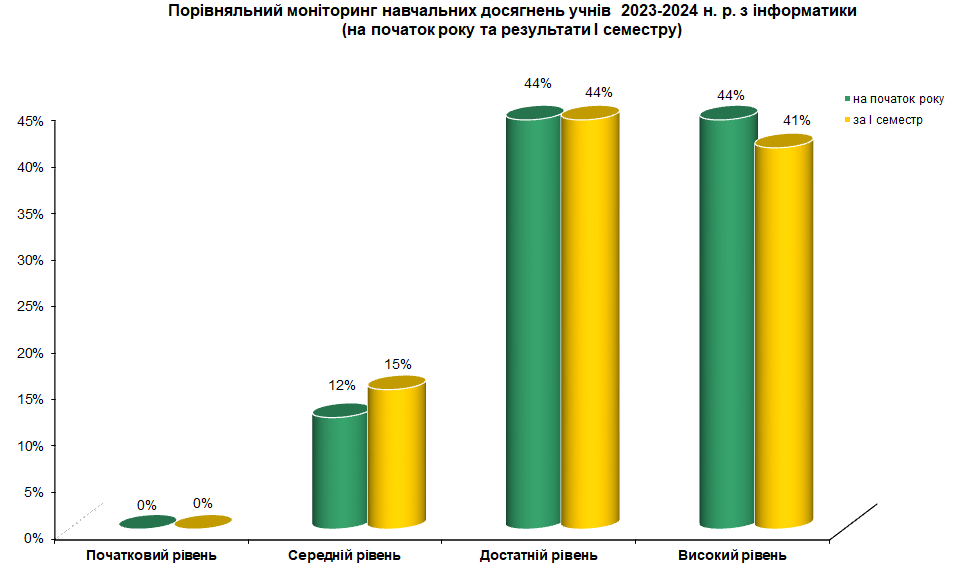 Порівняльний моніторинг навчальних досягнень учнів 2023-2024 н. р. з інформатики
(на початок року та результати І семестру)
44%
44%
44%
41%
на початок року
за І семестр
45%
40%
35%
30%
25%
20%
15%
10%
5%
0%
12%
15%
0%
0%
Початковий рівень
Середній рівень
Достатній рівень
Високий рівень